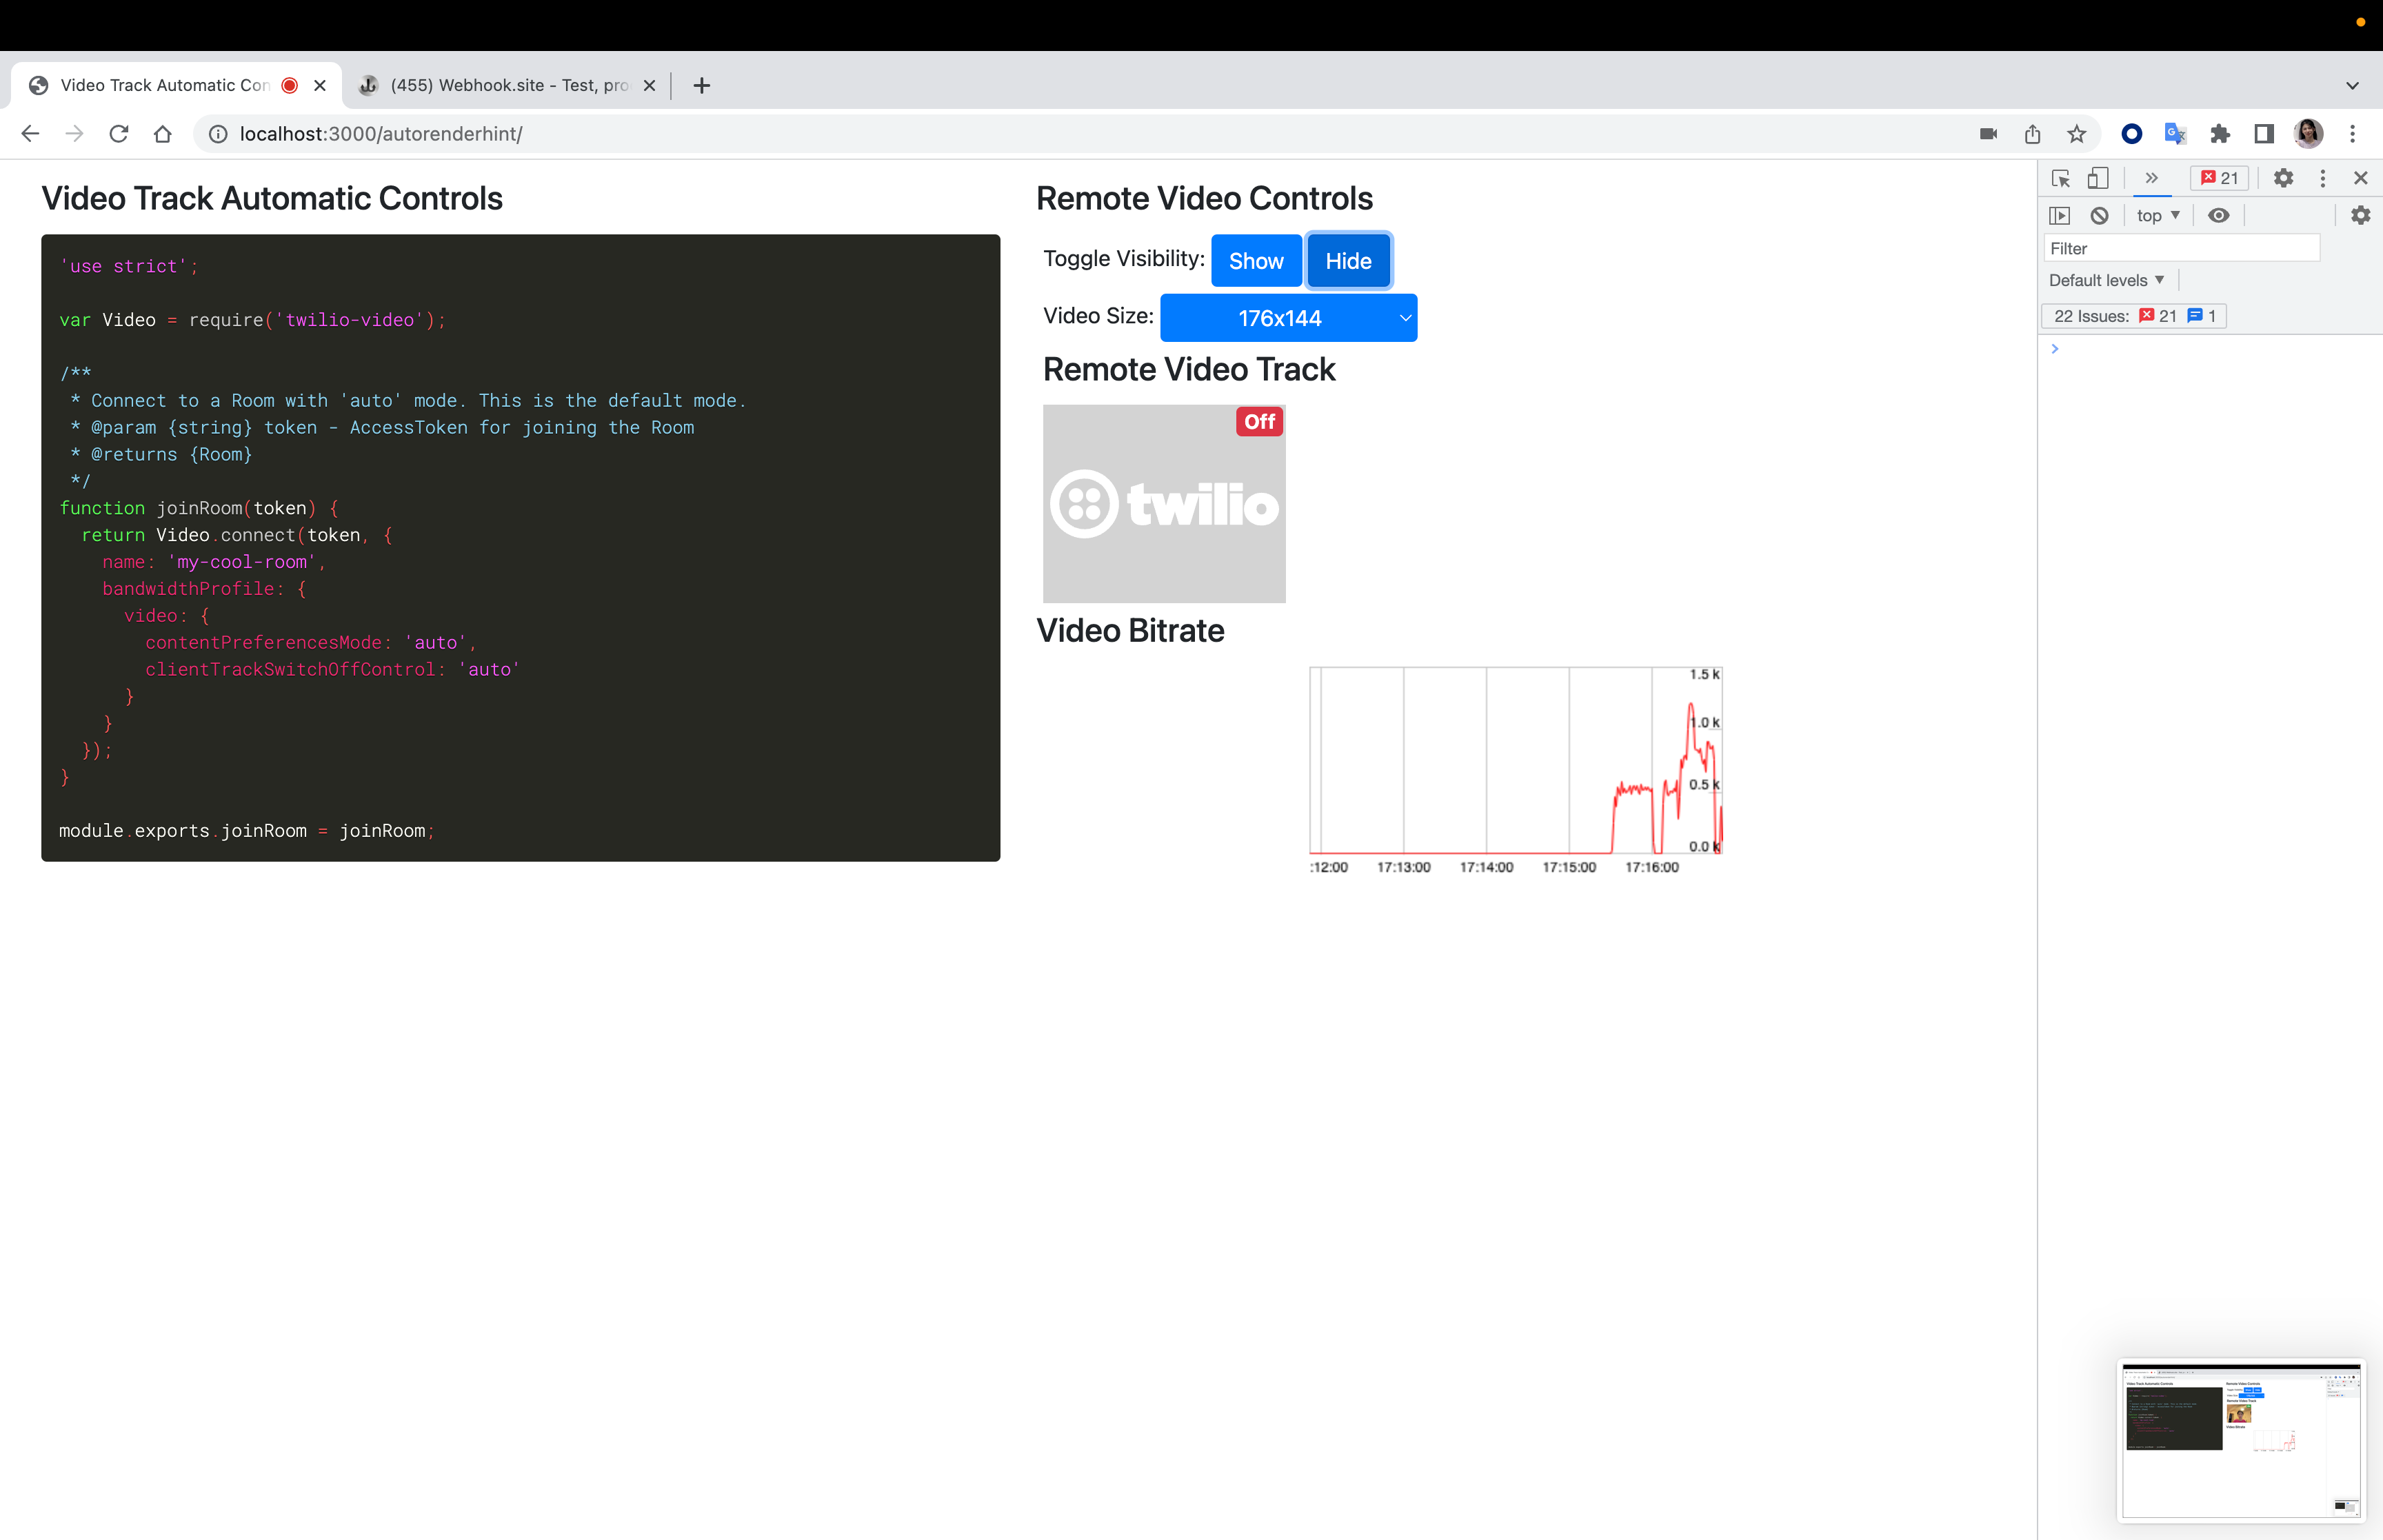 Video Track Automatic Con
(455) Webhook.site - Test, pro
localhost:3000/autorenderhint/
Video Track Automatic Controls
'use strict';
var Video = require('twilio-video');
/**
* Connect to a Room with 'auto' mode. This is the default mode.
* @param {string} token - AccessToken for joining the Room
* @returns {Room}
*/
function joinRoom(token) {
return Video.connect(token, {
name: 'my-cool-room',
bandwidthProfile: {
video: {
contentPreferencesMode: 'auto',
clientTrackSwitchOffControl: 'auto'
}
}
});
}
module.exports.joinRoom = joinRoom;
Remote Video Controls
Toggle Visibility: Show Hide
Video Size: 176x144
Remote Video Track
Off
twilio
Video Bitrate
1.5 k
1.0 k
0.5 k
0.0 k
:12:00 17:13:00 17:14:00 17:15:00 17:16:00
21
top
Filter
Default levels
22 Issues: 21 1